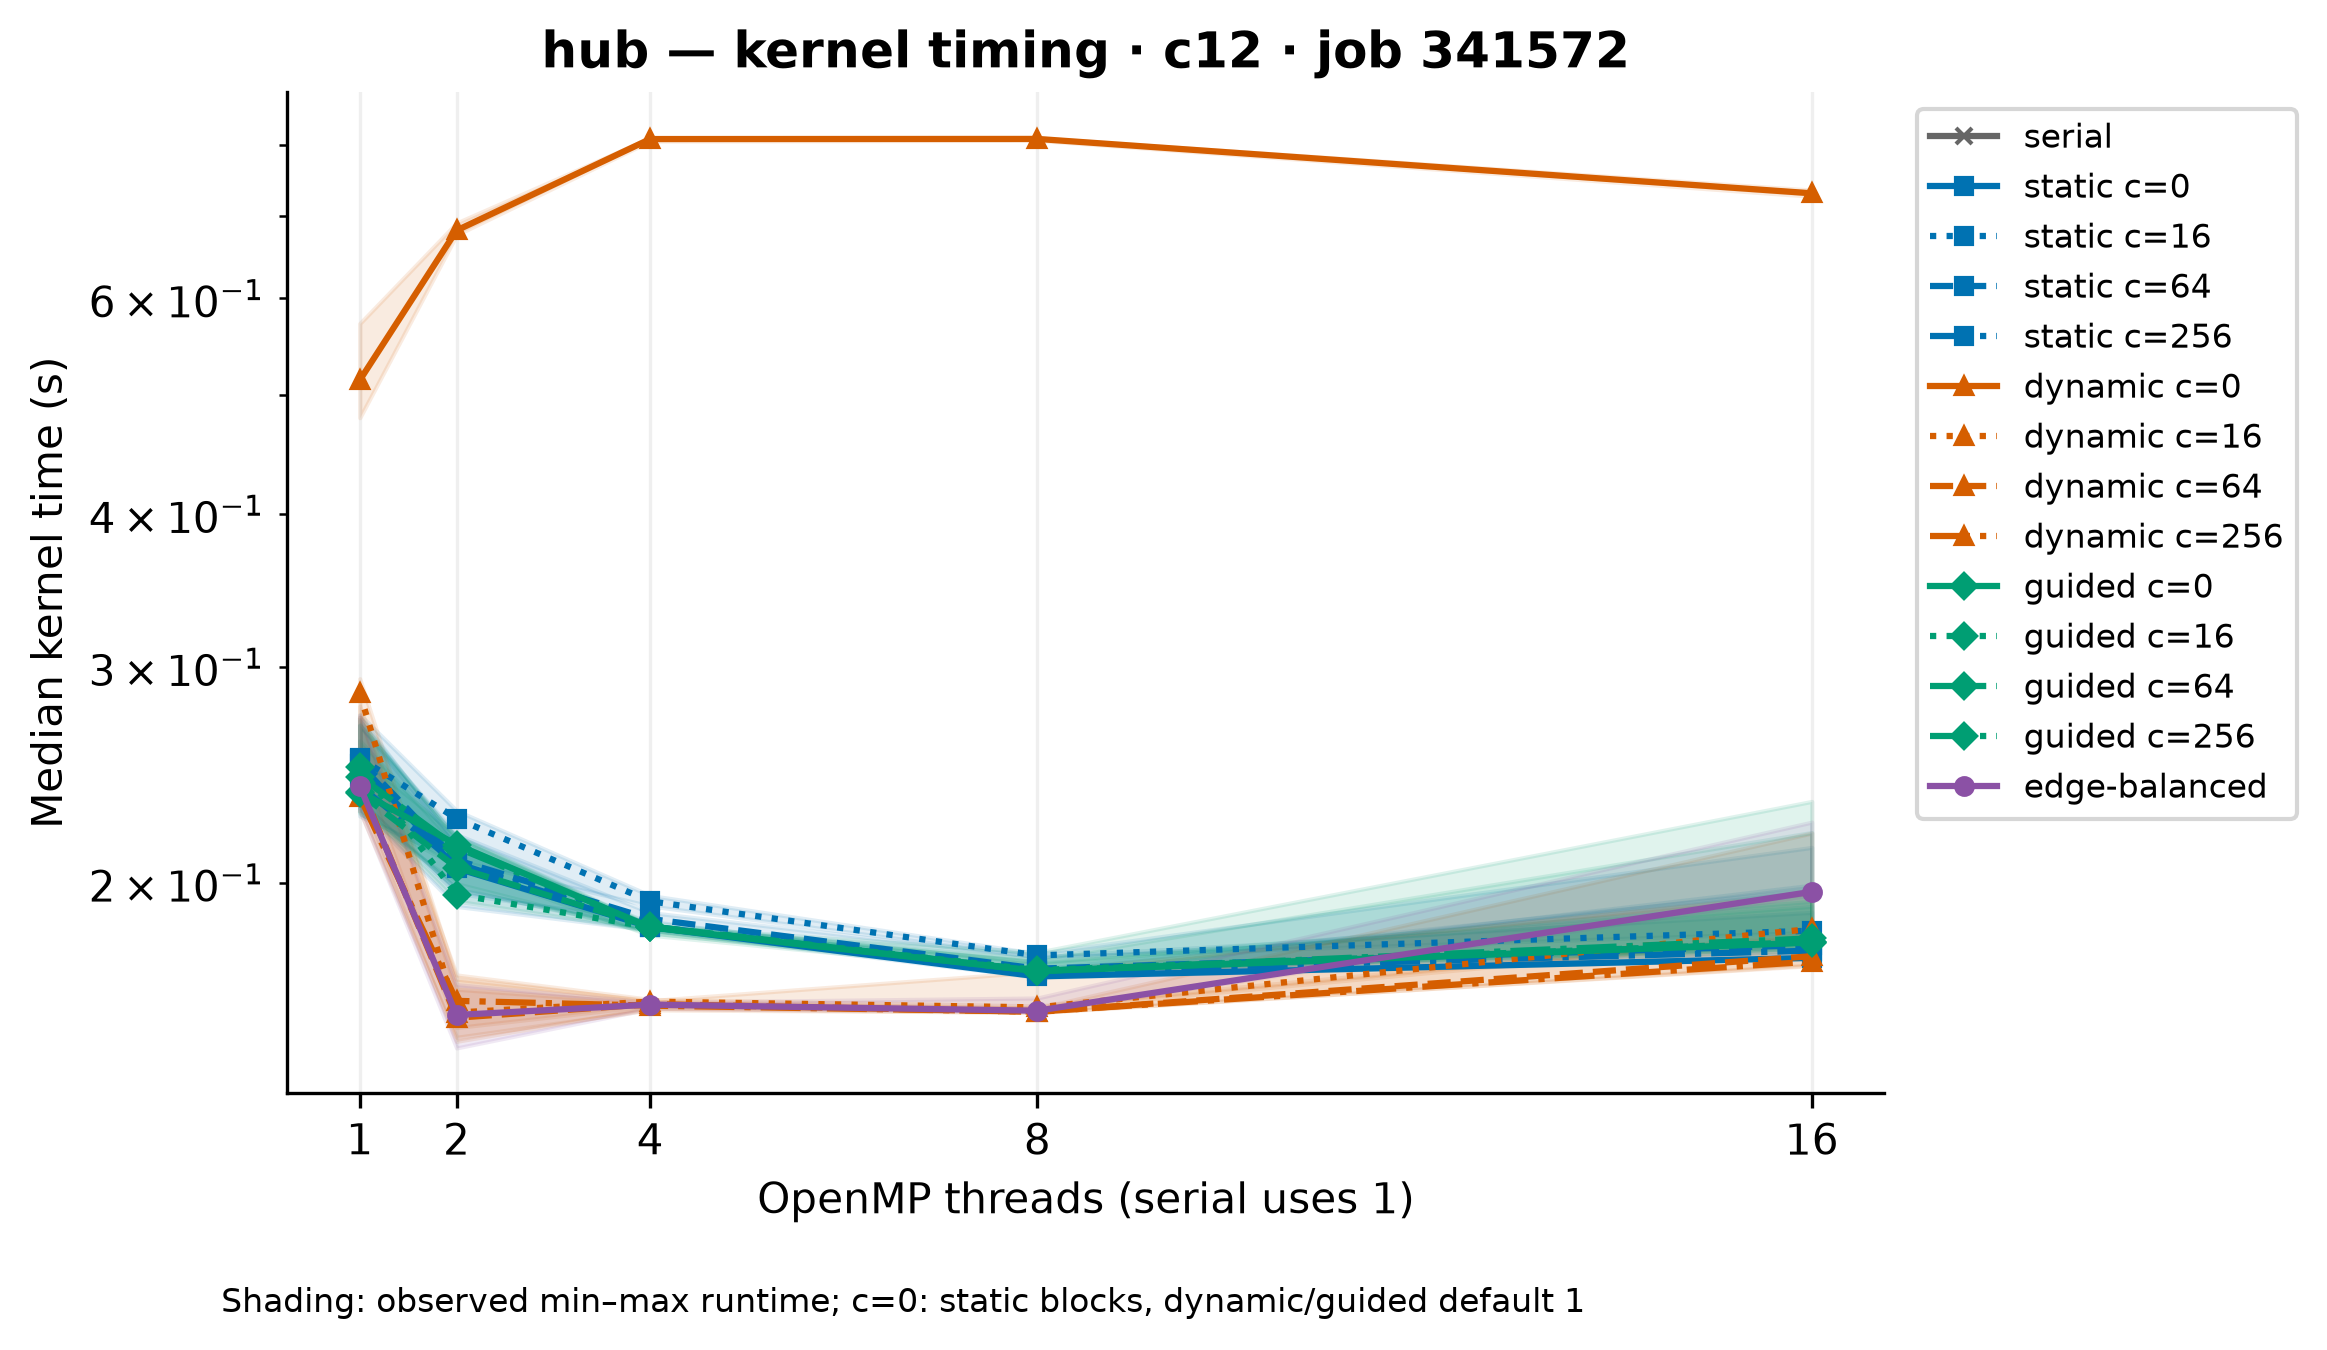 hub — kernel timing · c12 · job 341572
Median kernel time (s)
6 × 10⁻¹
4 × 10⁻¹
3 × 10⁻¹
2 × 10⁻¹
1 2 4 8 16
OpenMP threads (serial uses 1)
serial
static c=0
static c=16
static c=64
static c=256
dynamic c=0
dynamic c=16
dynamic c=64
dynamic c=256
guided c=0
guided c=16
guided c=64
guided c=256
edge-balanced
Shading: observed min–max runtime; c=0: static blocks, dynamic/guided default 1